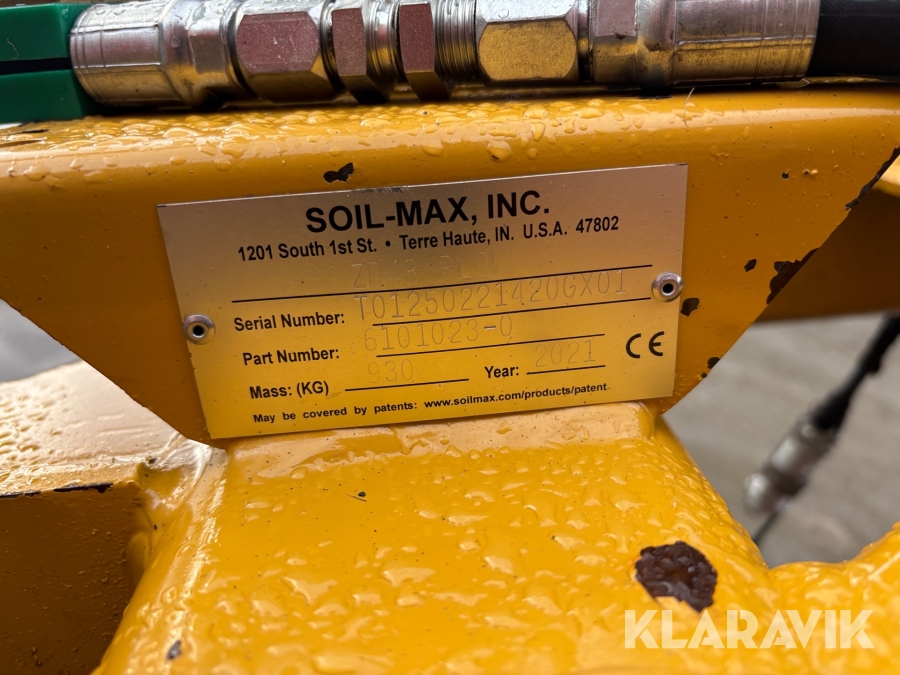 SOIL-MAX, INC.
1201 South 1st St. • Terre Haute, IN. U.S.A. 47802
Serial Number: T01250221420GX01
Part Number: 6101023-0
Mass: (KG) 930 Year: 2021 CE
May be covered by patents: www.soilmax.com/products/patent
KLARAVIK